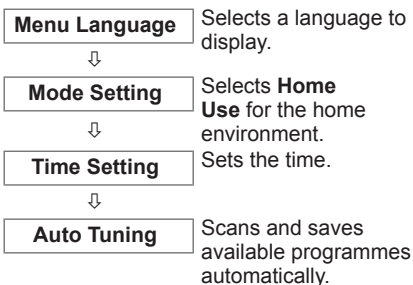 Menu Language
Selects a language to
display.
Mode Setting
Selects Home
Use for the home
environment.
Time Setting
Sets the time.
Auto Tuning
Scans and saves
available programmes
automatically.